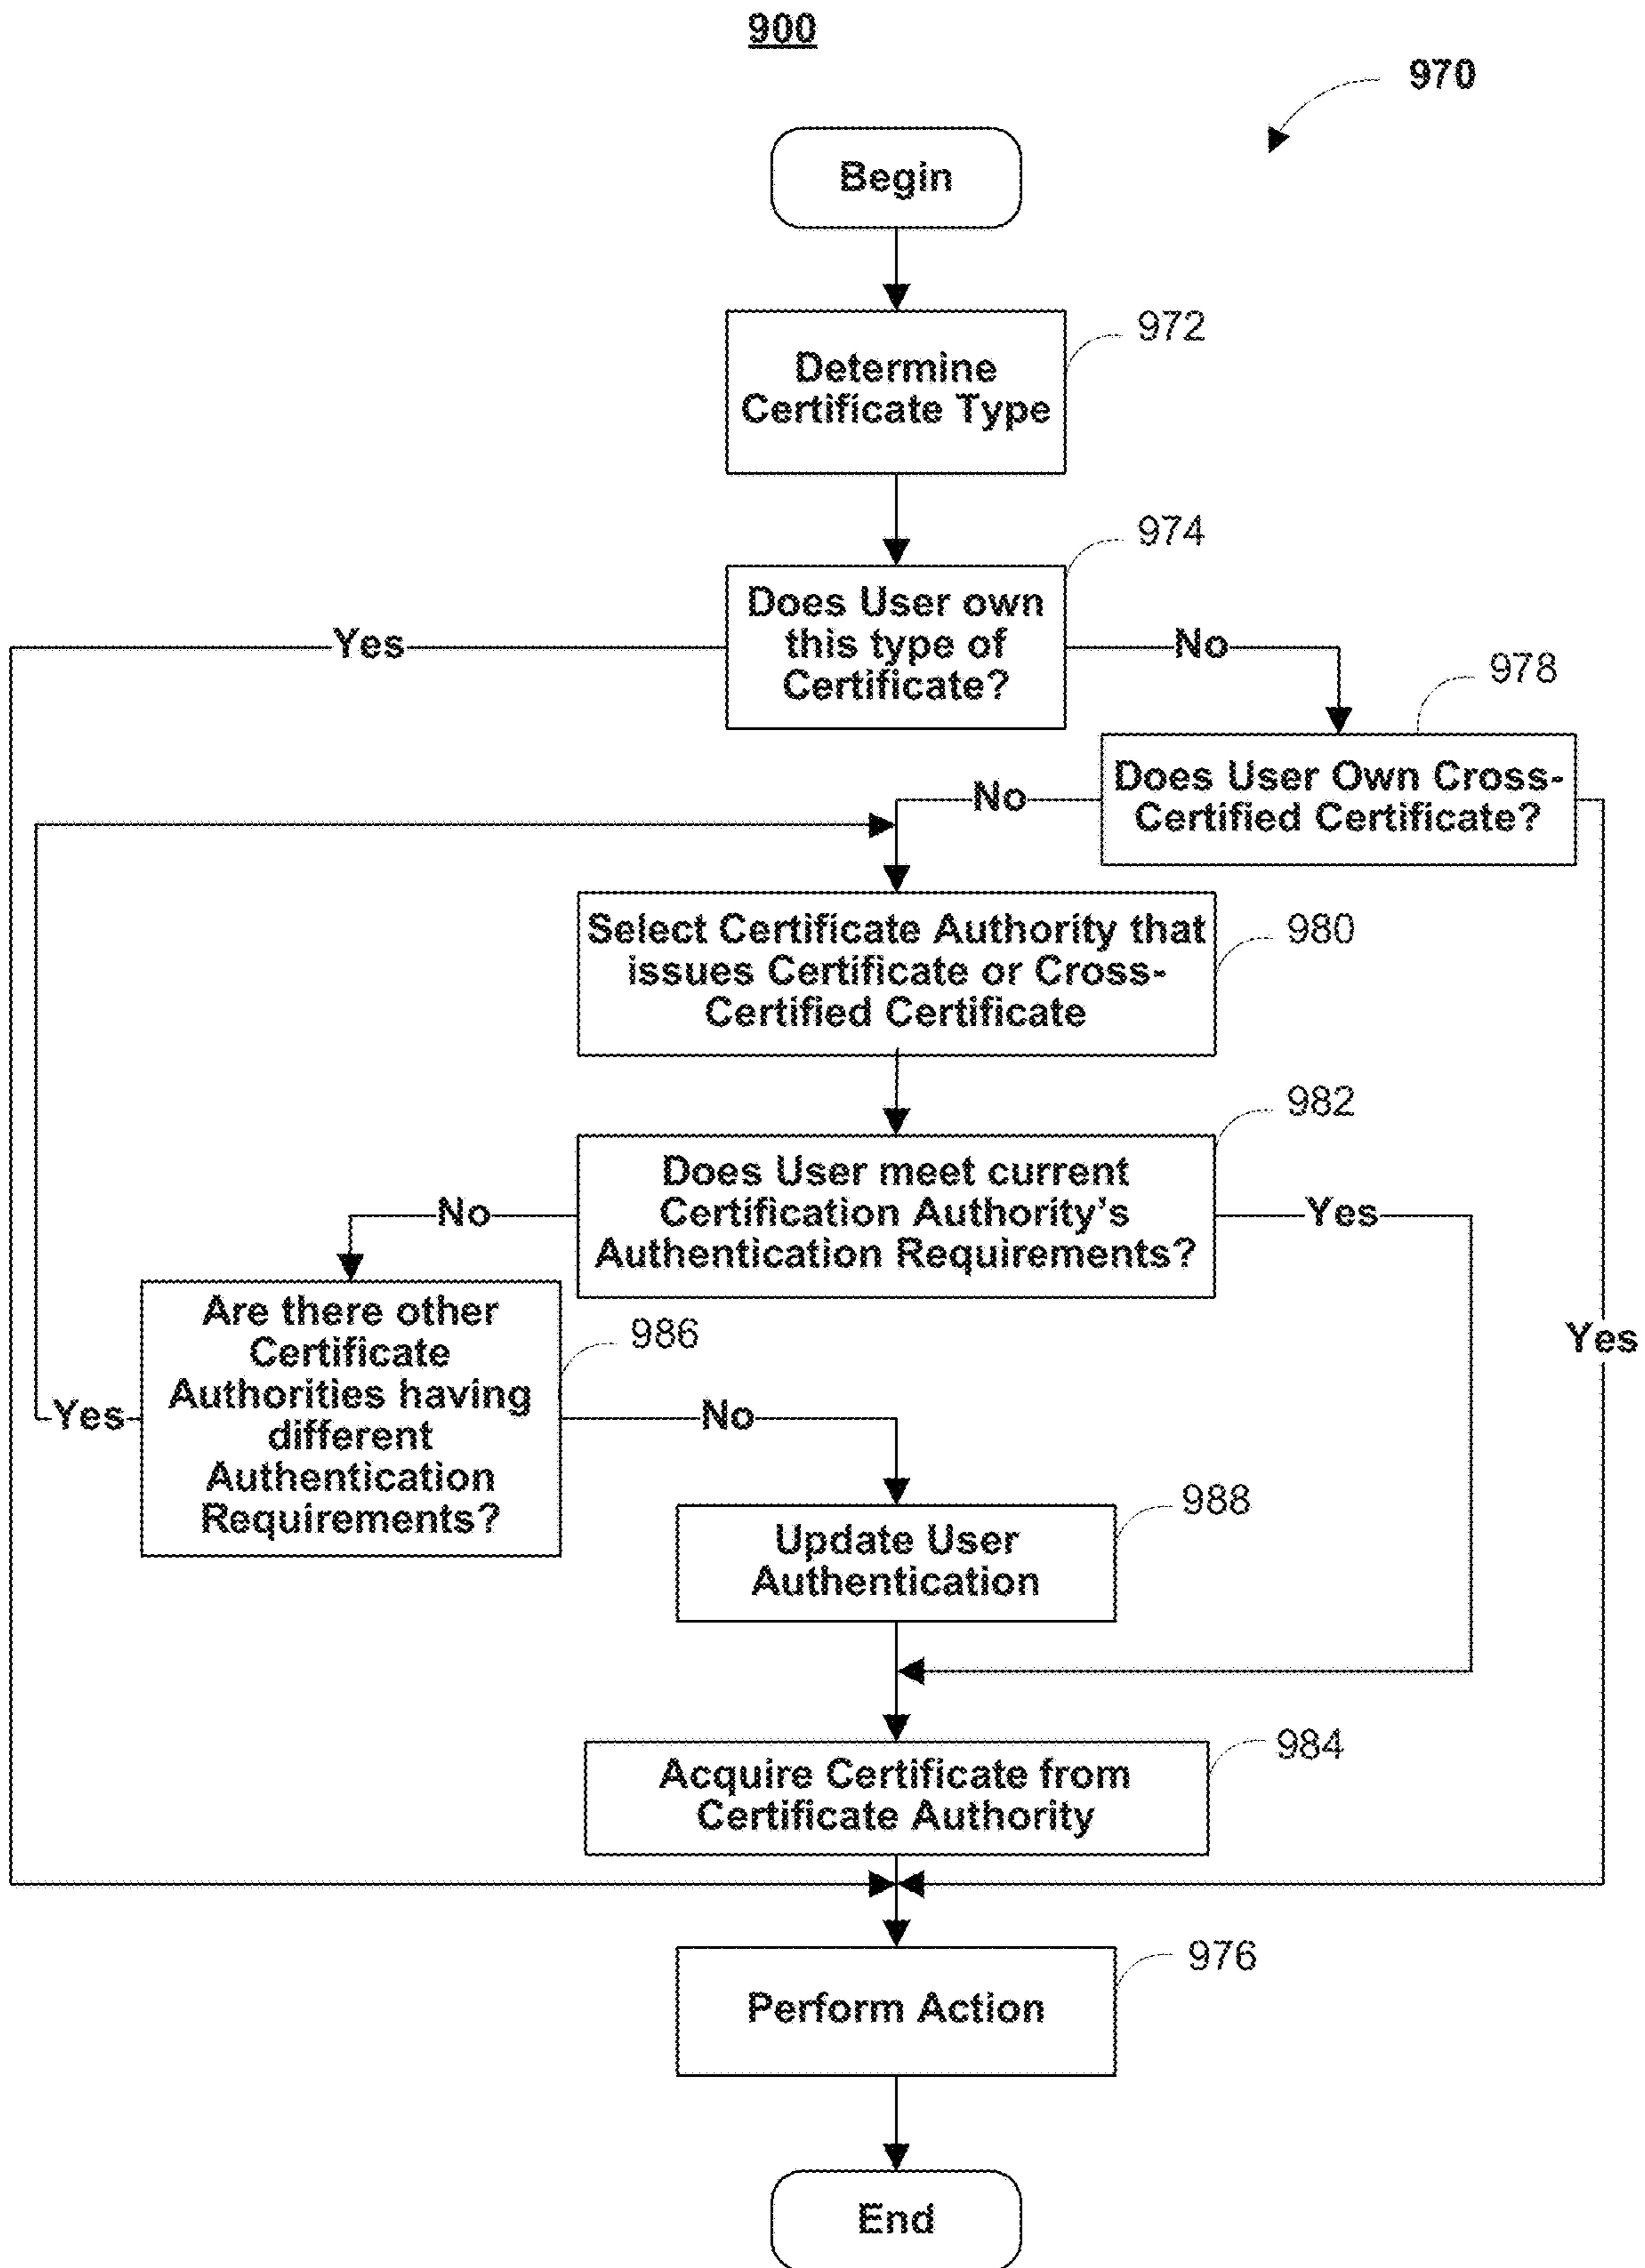 900
970
Begin
972
Determine
Certificate Type
974
Does User own
this type of
Certificate?
Yes
No
978
Does User Own Cross-
Certified Certificate?
No
980
Select Certificate Authority that
issues Certificate or Cross-
Certified Certificate
982
Does User meet current
Certification Authority's
Authentication Requirements?
No
Yes
Yes
986
Are there other
Certificate
Authorities having
different
Authentication
Requirements?
Yes
No
988
Update User
Authentication
984
Acquire Certificate from
Certificate Authority
976
Perform Action
End